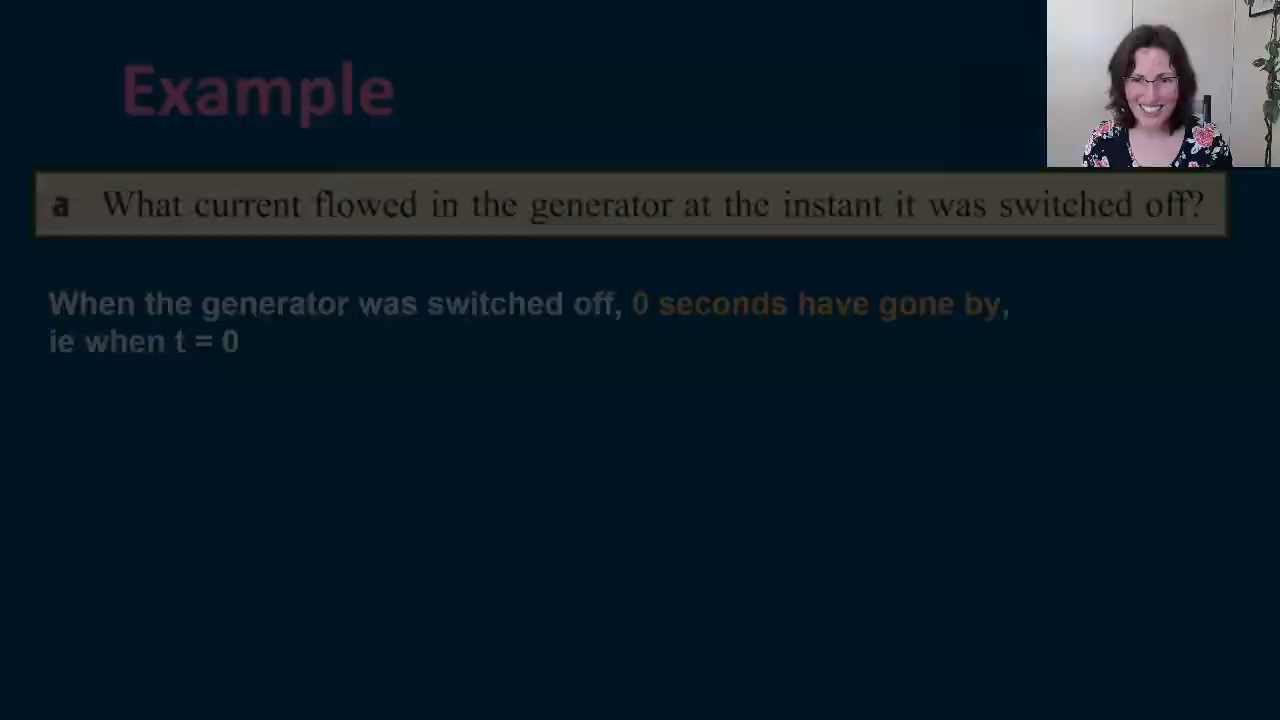 Example
a What current flowed in the generator at the instant it was switched off?
When the generator was switched off, 0 seconds have gone by,
ie when t = 0